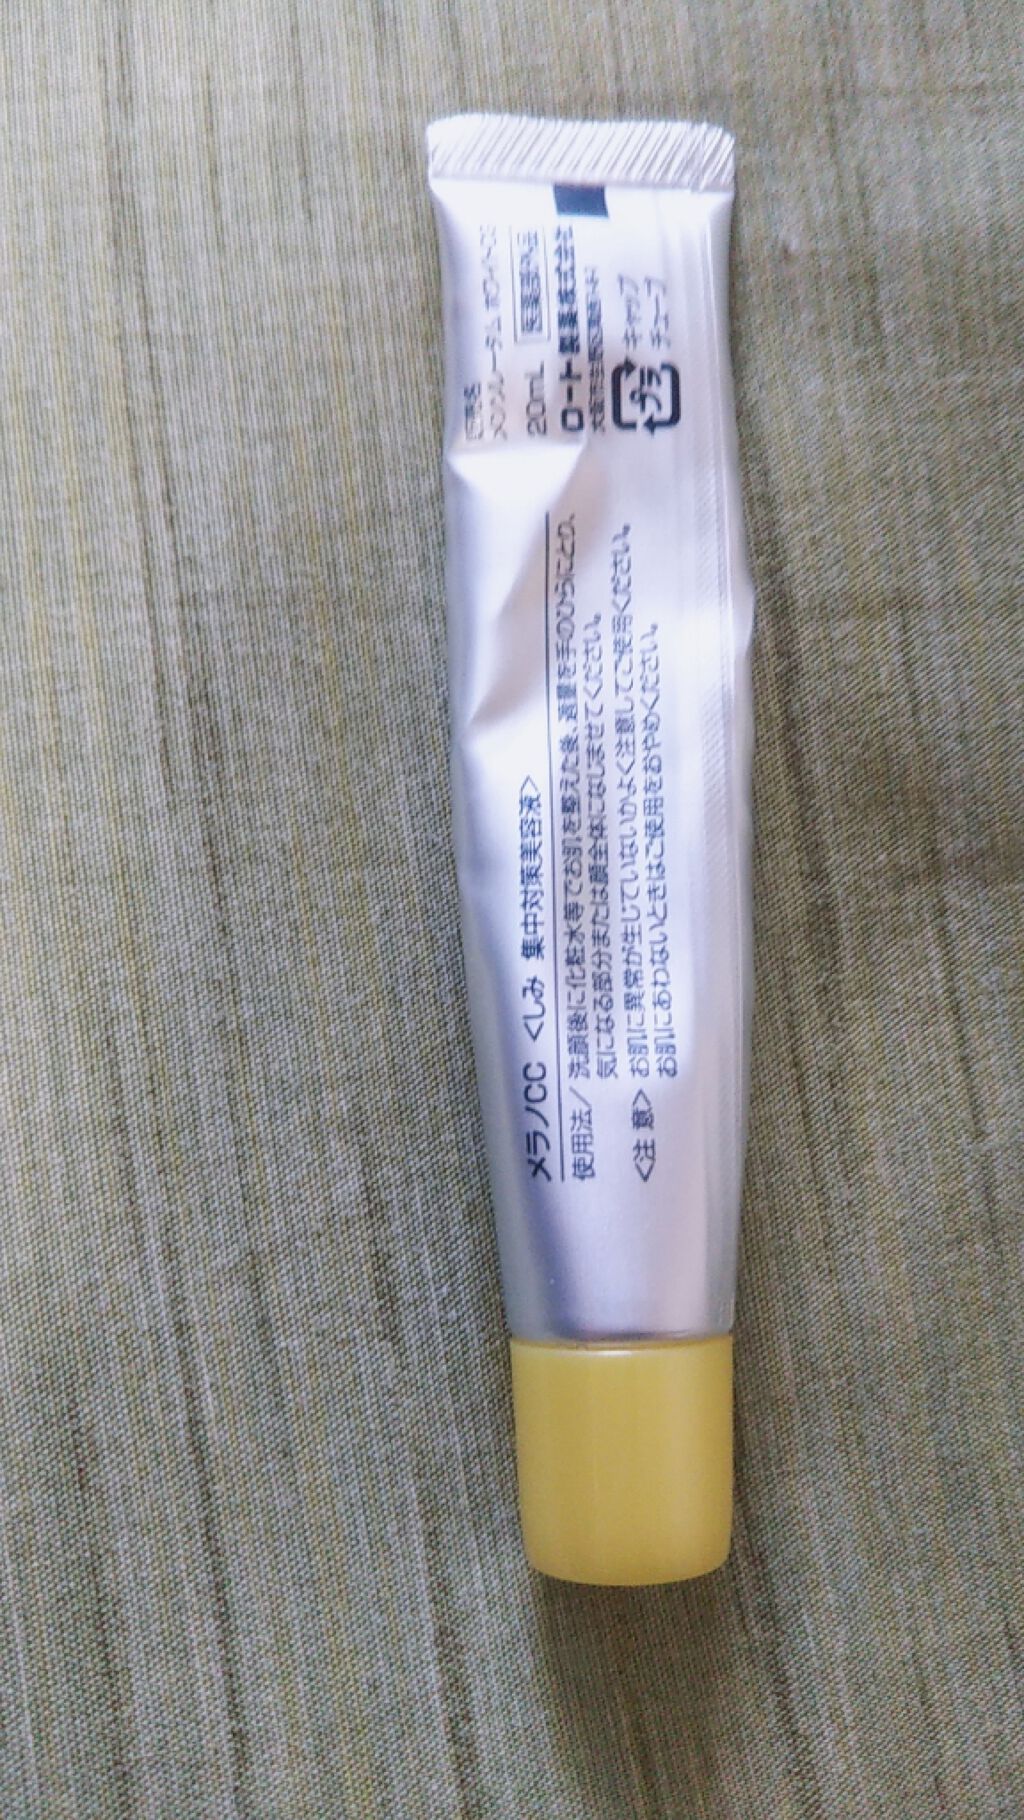 メラノCC <しみ 集中対策美容液>
使用法/洗顔後に化粧水等でお肌を整えた後、適量を手のひらにとり、
気になる部分または顔全体になじませてください。
<注 意>お肌に異常が生じていないかよく注意してご使用ください。
お肌にあわないときはご使用をおやめください。
販売名
メンソレータム ホワイト
20mL 医薬部外品
ロート製薬株式会社
プラ
キャップ
チューブ